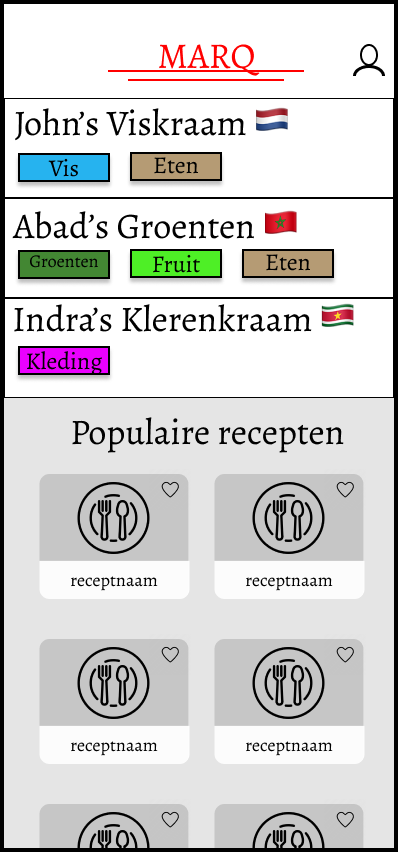 MARQ
John’s Viskraam 🇳🇱
Vis Eten
Abad’s Groenten 🇲🇦
Groenten Fruit Eten
Indra’s Klerenkraam 🇸🇷
Kleding
Populaire recepten
receptnaam receptnaam
receptnaam receptnaam